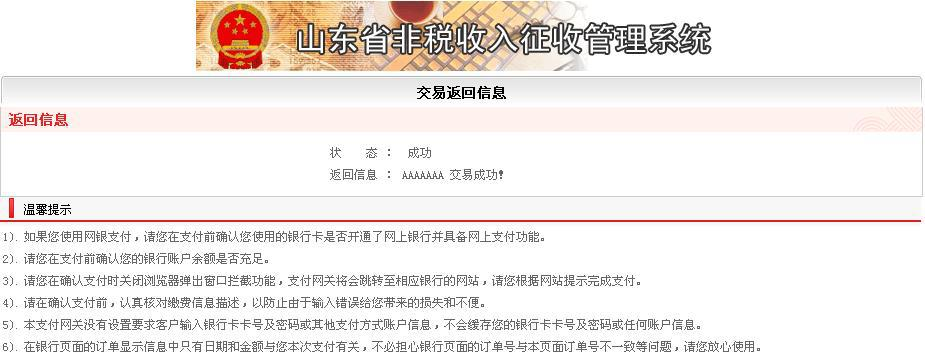 山东省非税收入征收管理系统
交易返回信息
返回信息
状 态 : 成功
返回信息 : AAAAAAA 交易成功!
温馨提示
1). 如果您使用网银支付，请您在支付前确认您使用的银行卡是否开通了网上银行并具备网上支付功能。
2). 请您在支付前确认您的银行账户余额是否充足。
3). 请您在确认支付时关闭浏览器弹出窗口拦截功能，支付网关将会跳转至相应银行的网站，请您根据网站提示完成支付。
4). 请在确认支付前，认真核对缴费信息描述，以防止由于输入错误给您带来的损失和不便。
5). 本支付网关没有设置要求客户输入银行卡卡号及密码或其他支付方式账户信息，不会缓存您的银行卡卡号及密码或任何账户信息。
6). 在银行页面的订单显示信息中只有日期和金额与您本次支付有关，不必担心银行页面的订单号与本页面订单号不一致等问题，请您放心使用。